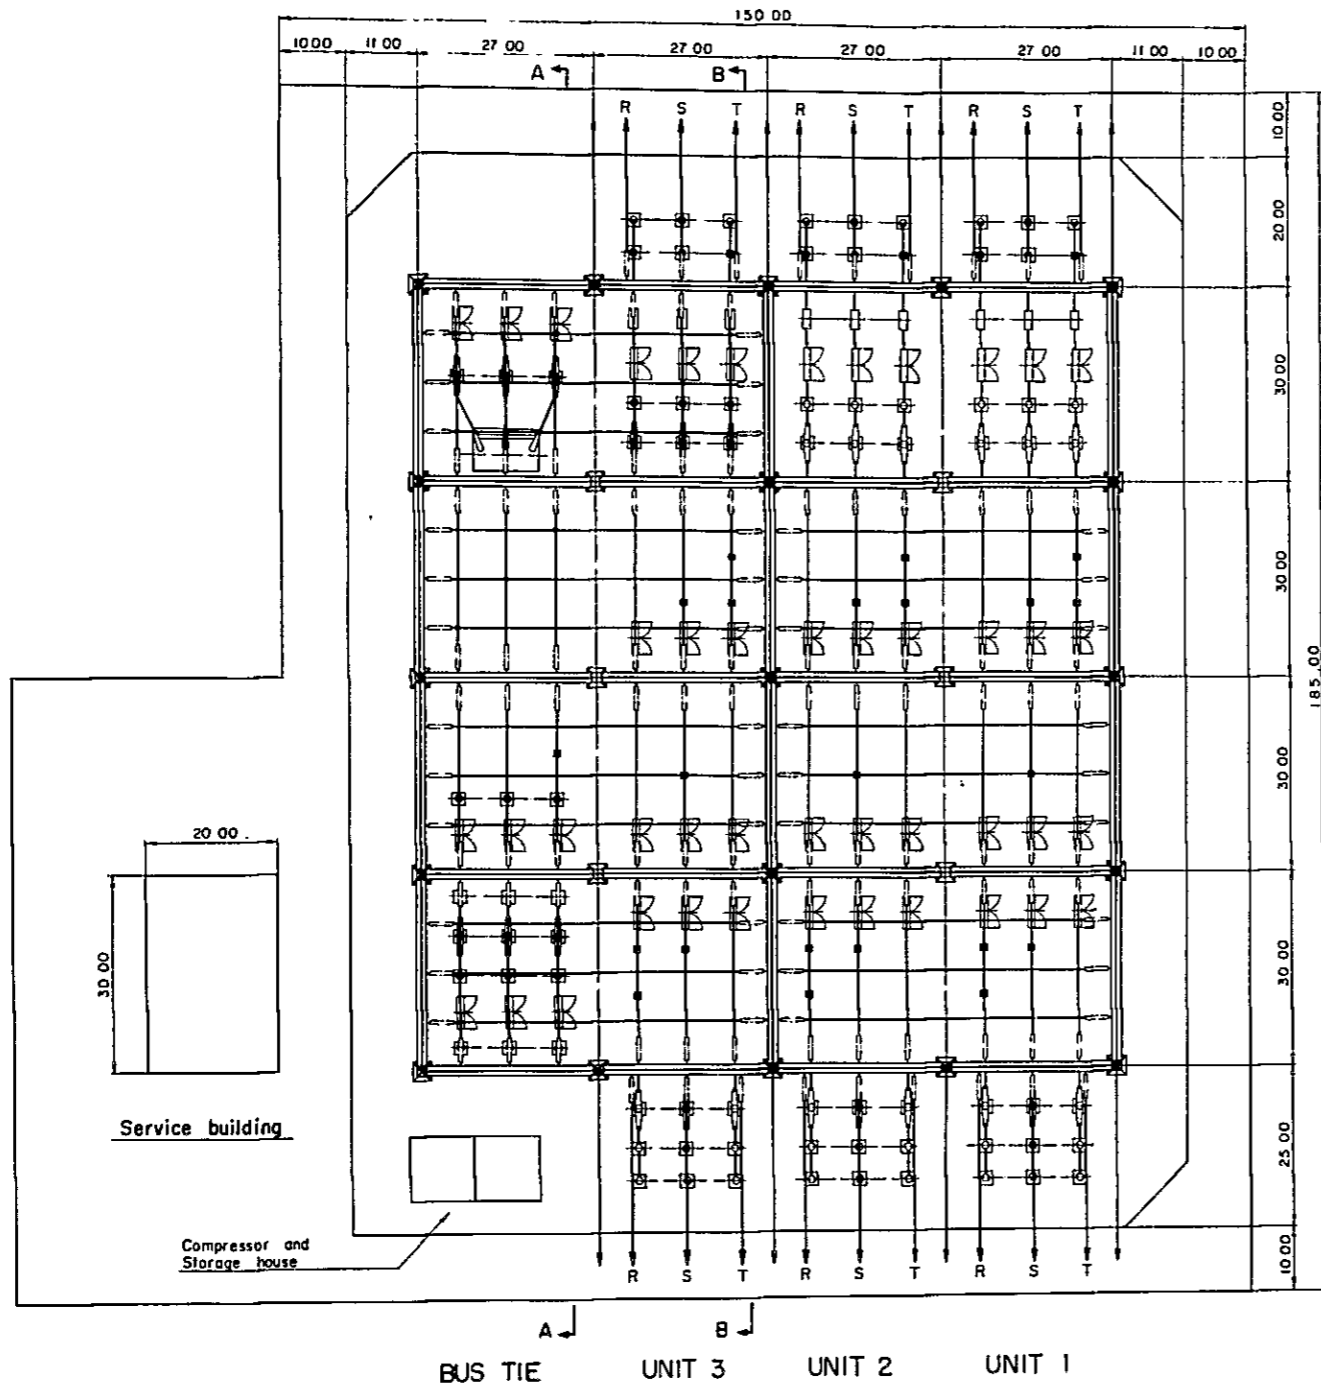 150 00
10 00 11 00 27 00 27 00 27 00 27 00 11 00 10 00
A B
R S T R S T R S T
10 00
20 00
30 00
30 00
185.00
30 00
20 00
30 00
30 00
Service building
25 00
Compressor and
Storage house
10 00
R S T R S T R S T
A B
BUS TIE UNIT 3 UNIT 2 UNIT 1